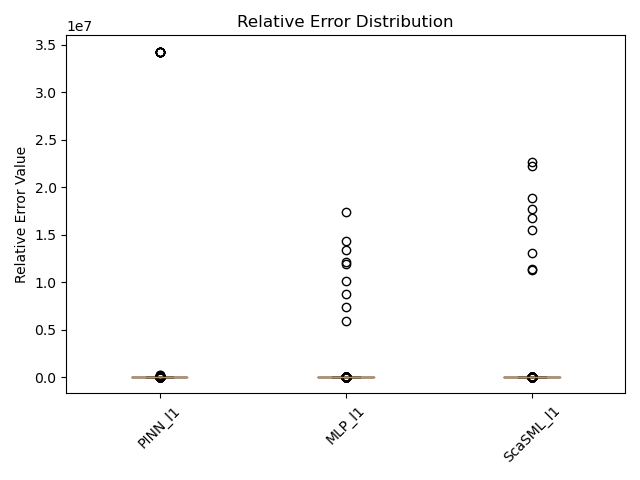 Relative Error Distribution
1e7
3.5
3.0
2.5
2.0
1.5
1.0
0.5
0.0
Relative Error Value
PINN_l1
MLP_l1
ScaSML_l1